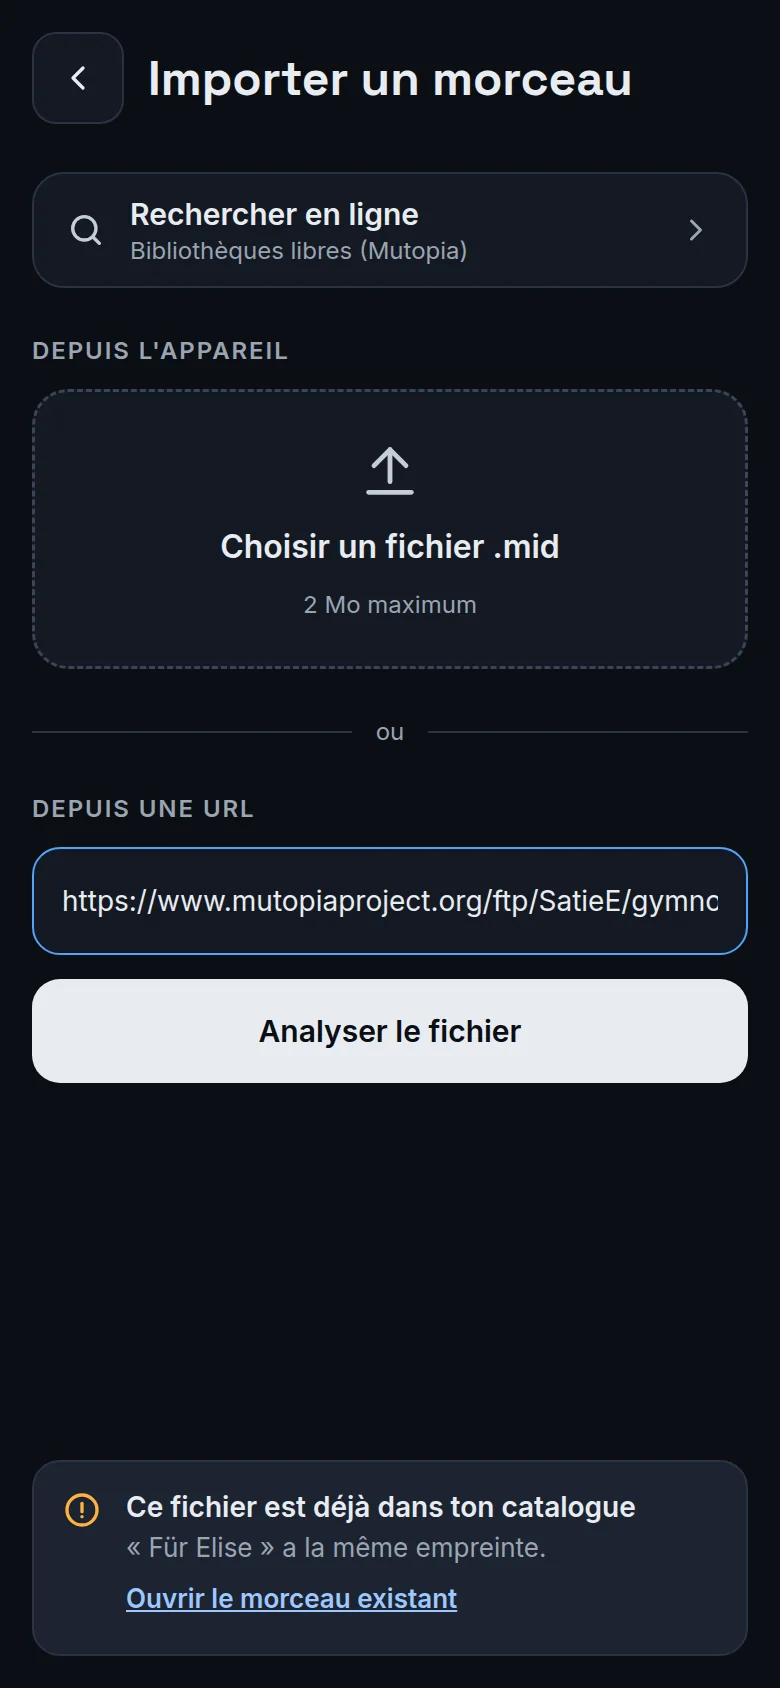 Importer un morceau
Rechercher en ligne
Bibliothèques libres (Mutopia)
DEPUIS L'APPAREIL
Choisir un fichier .mid
2 Mo maximum
ou
DEPUIS UNE URL
https://www.mutopiaproject.org/ftp/SatieE/gymno
Analyser le fichier
Ce fichier est déjà dans ton catalogue
« Für Elise » a la même empreinte.
Ouvrir le morceau existant